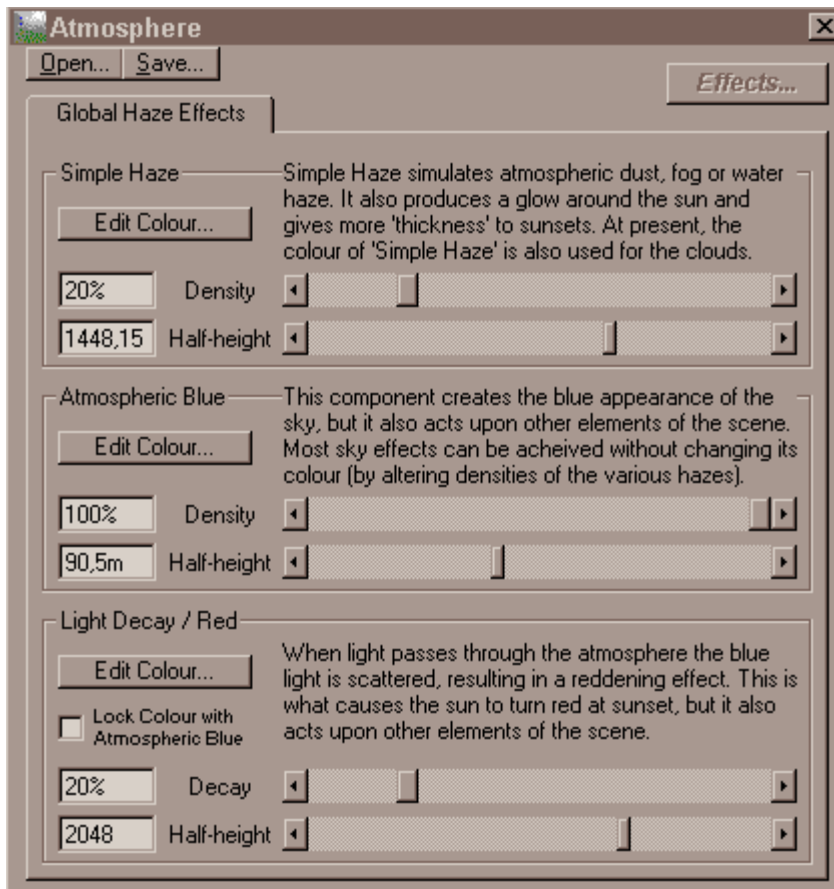 Atmosphere
Open... Save...
Effects...
Global Haze Effects
Simple Haze
Simple Haze simulates atmospheric dust, fog or water
haze. It also produces a glow around the sun and
gives more 'thickness' to sunsets. At present, the
colour of 'Simple Haze' is also used for the clouds.
Edit Colour...
20% Density
1448,15 Half-height
Atmospheric Blue
This component creates the blue appearance of the
sky, but it also acts upon other elements of the scene.
Most sky effects can be acheived without changing its
colour (by altering densities of the various hazes).
Edit Colour...
100% Density
90,5m Half-height
Light Decay / Red
When light passes through the atmosphere the blue
light is scattered, resulting in a reddening effect. This is
what causes the sun to turn red at sunset, but it also
acts upon other elements of the scene.
Edit Colour...
Lock Colour with
Atmospheric Blue
20% Decay
2048 Half-height